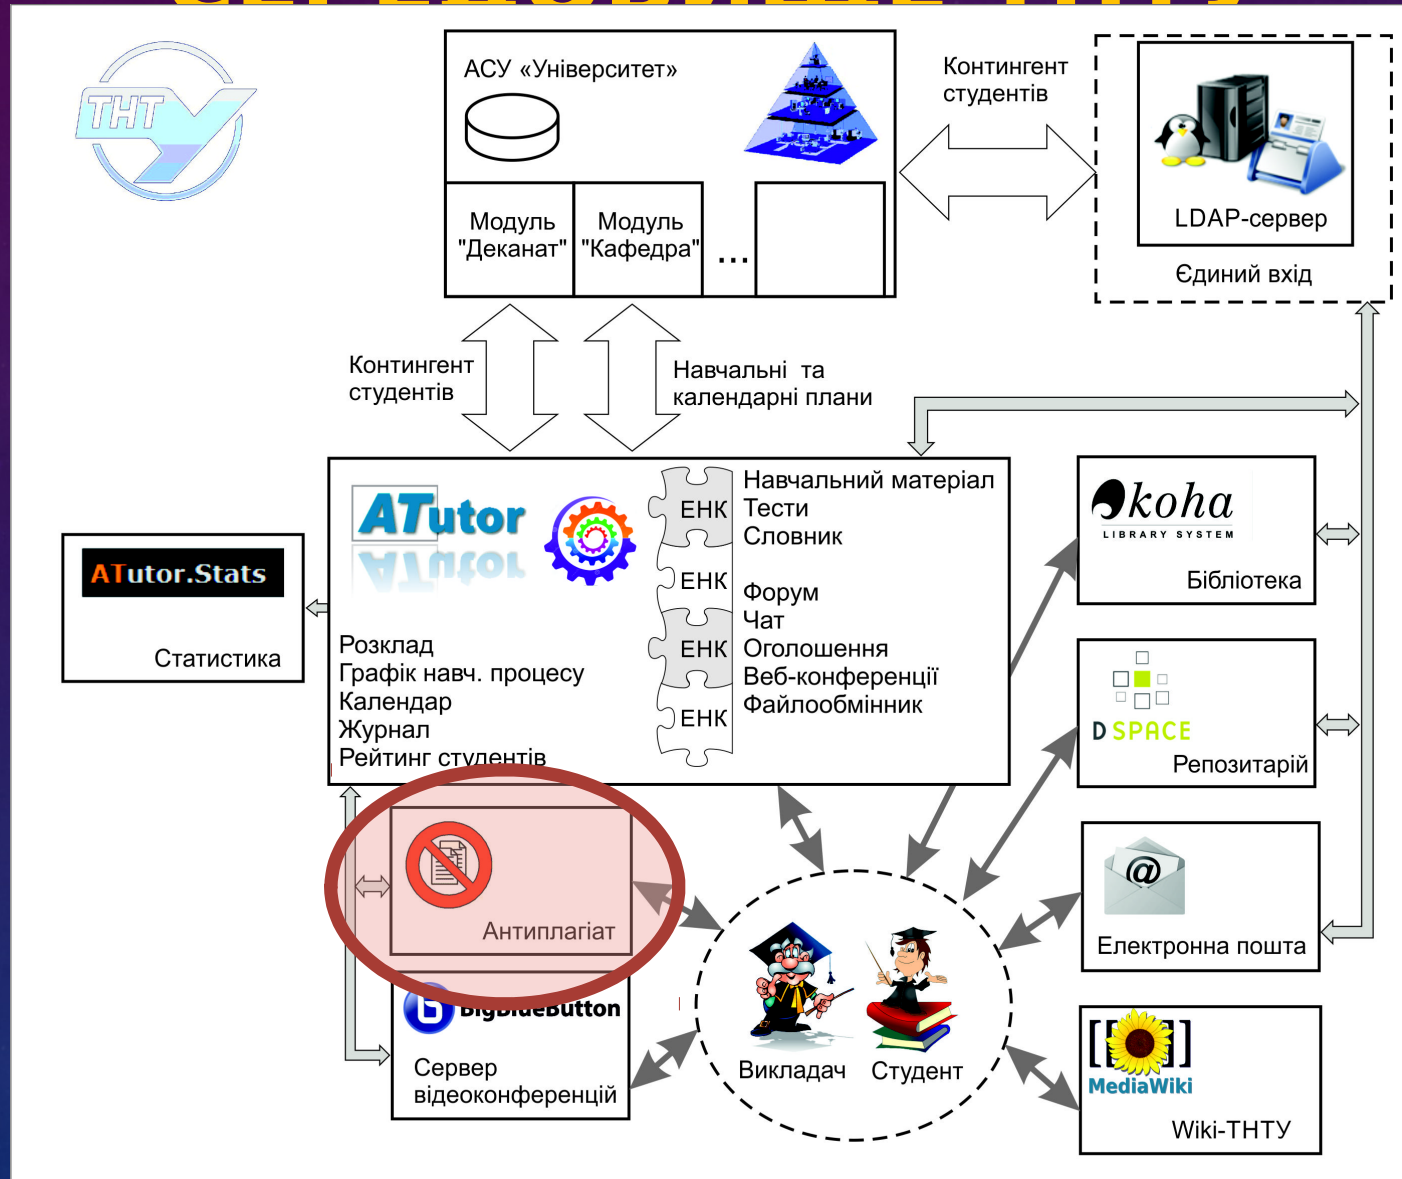 СЕРЕДОВИЩЕ ТНТУ
ТНТУ
АСУ «Університет»
Модуль
"Деканат"
Модуль
"Кафедра"
...
Контингент
студентів
LDAP-сервер
Єдиний вхід
Контингент
студентів
Навчальні та
календарні плани
ATutor
ЕНК
ЕНК
ЕНК
ЕНК
Навчальний матеріал
Тести
Словник
Форум
Чат
Оголошення
Веб-конференції
Файлообмінник
Розклад
Графік навч. процесу
Календар
Журнал
Рейтинг студентів
ATutor.Stats
Статистика
koha
LIBRARY SYSTEM
Бібліотека
DSPACE
Репозитарій
@
Електронна пошта
[[ ]]
MediaWiki
Wiki-ТНТУ
Антиплагіат
b BigBlueButton
Сервер
відеоконференцій
Викладач
Студент